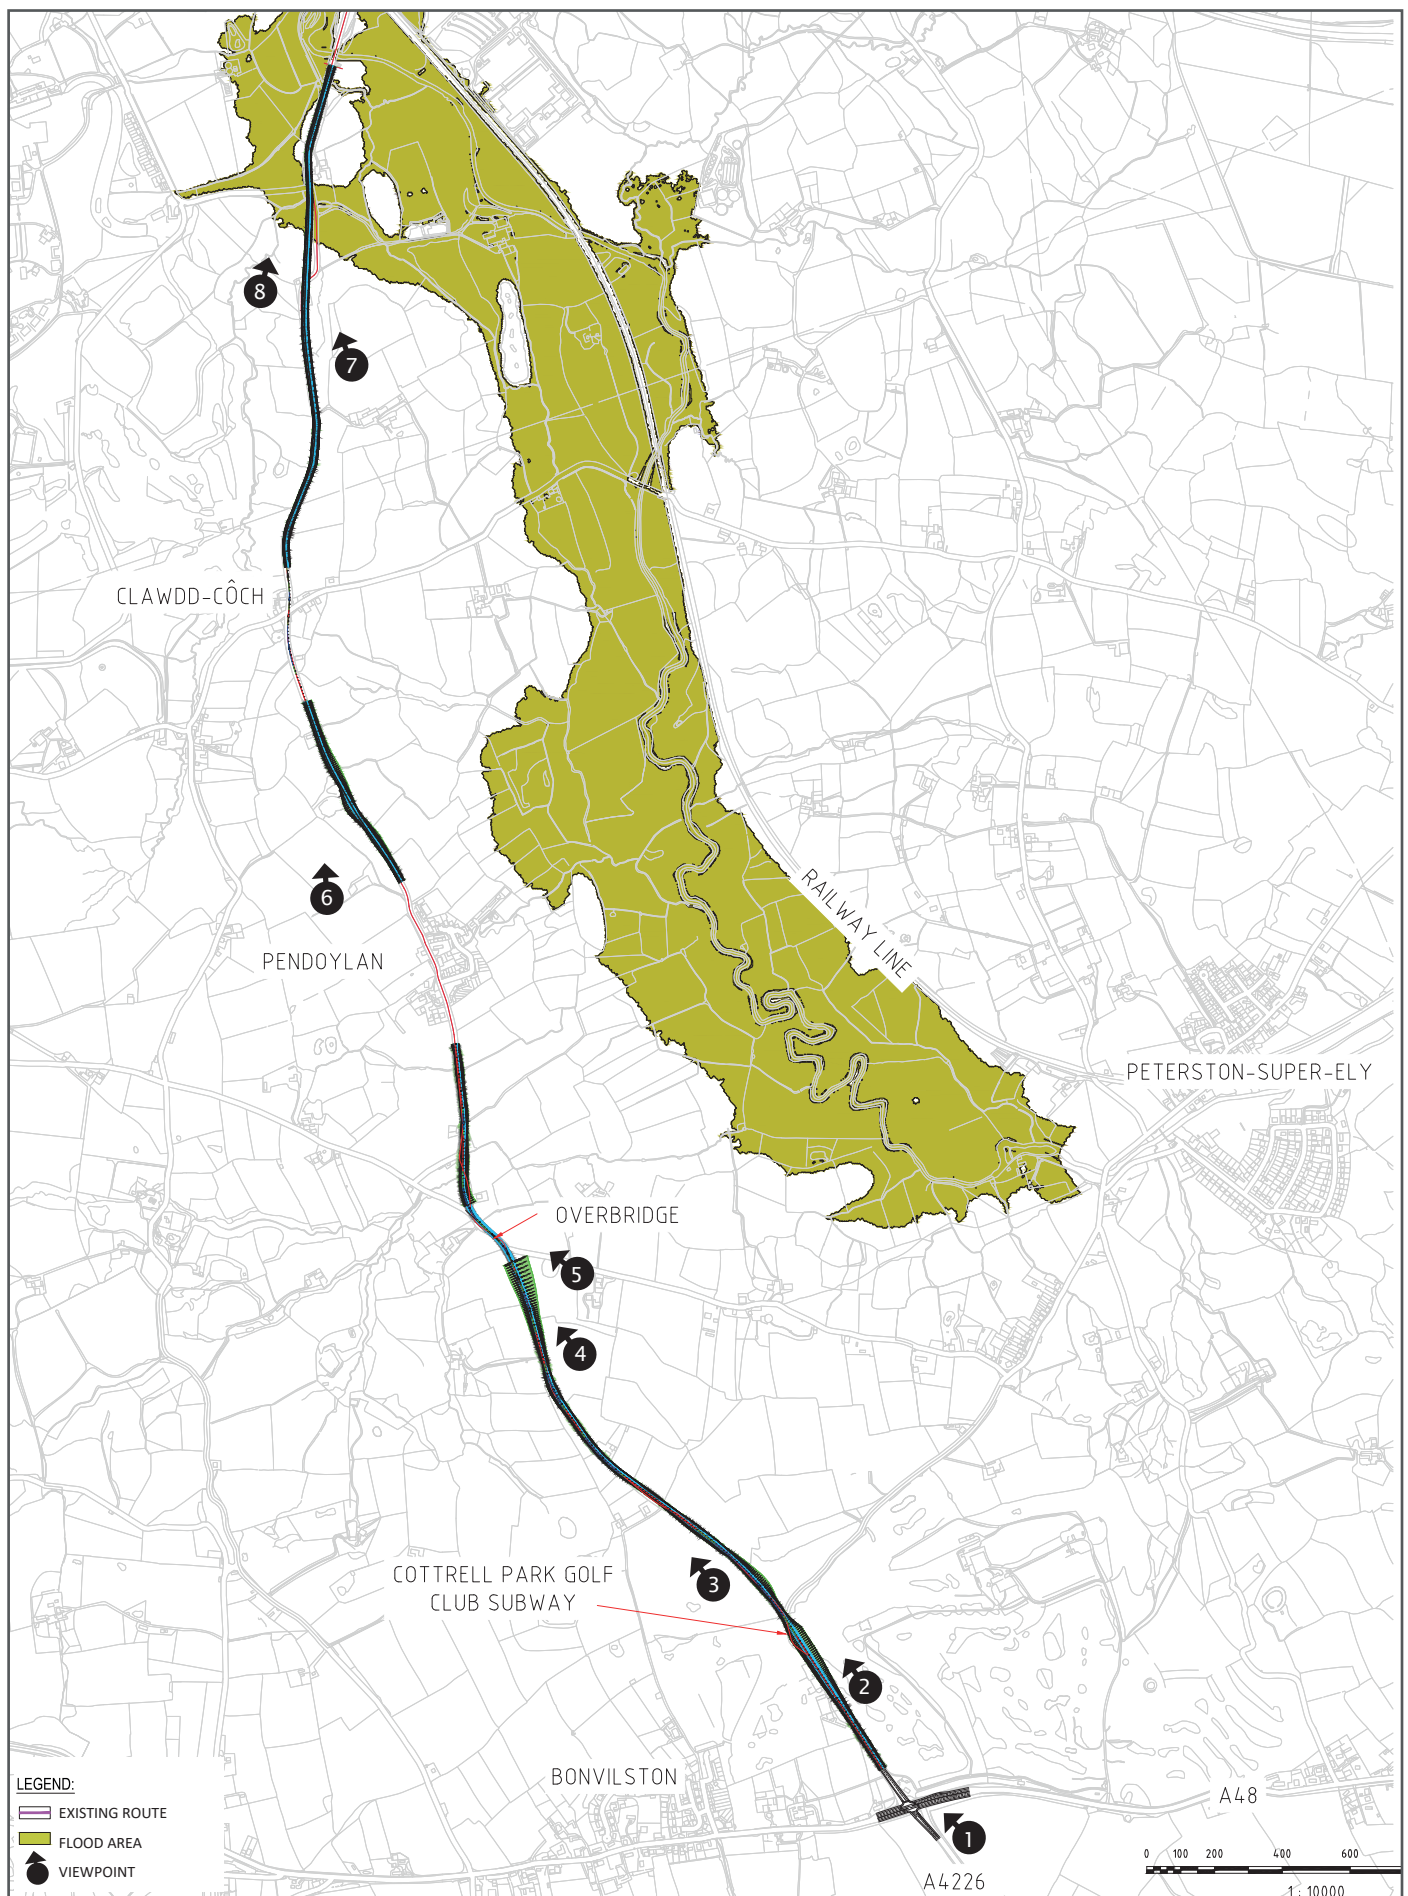 8
7
CLAWDD-CÔCH
6
PENDOYLAN
RAILWAY LINE
PETERSTON-SUPER-ELY
OVERBRIDGE
5
4
COTTRELL PARK GOLF
CLUB SUBWAY
3
2
BONVILSTON
A48
1
A4226
LEGEND:
EXISTING ROUTE
FLOOD AREA
VIEWPOINT
0 100 200 400 600
1 : 10000